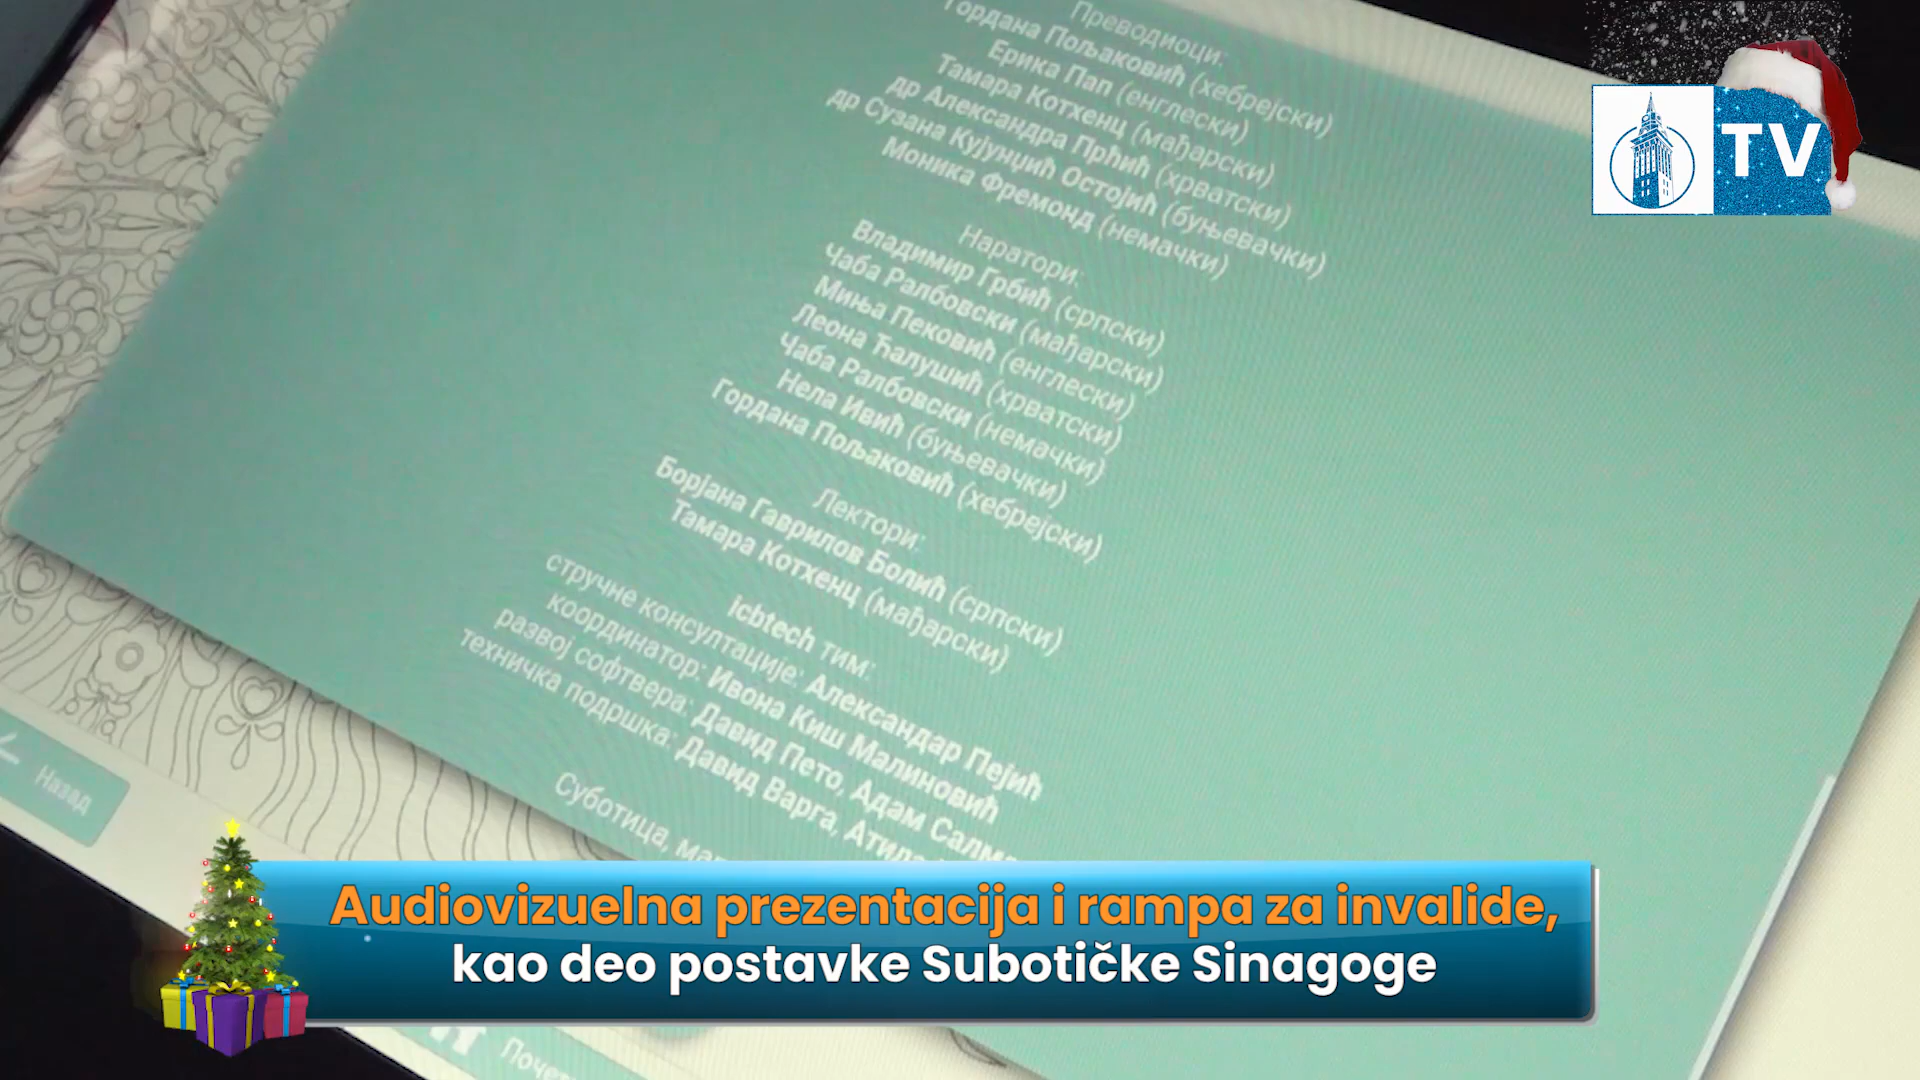 Преводиоци:
Гордана Пољаковић (хебрејски)
Ерика Пап (енглески)
Тамара Котхенц (мађарски)
др Александра Прћић (хрватски)
др Сузана Кујунџић Остојић (буњевачки)
Моника Фремонд (немачки)
Наратори:
Владимир Грбић (српски)
Чаба Ралбовски (мађарски)
Миња Пековић (енглески)
Леона Ћалушић (хрватски)
Чаба Ралбовски (немачки)
Нела Ивић (буњевачки)
Гордана Пољаковић (хебрејски)
Лектори:
Борјана Гаврилов Болић (српски)
Тамара Котхенц (мађарски)
Icbtech тим:
стручне консултације: Александар Пејић
координатор: Ивона Киш Малиновић
развој софтвера: Давид Пето, Адам
техничка подршка: Давид Варга,
Суботица,
Назад
TV
Audiovizuelna prezentacija i rampa za invalide,
kao deo postavke Subotičke Sinagoge